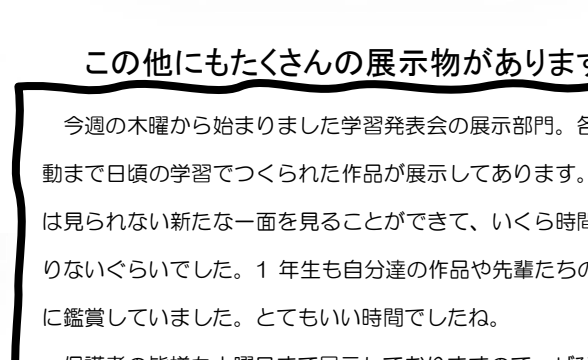 この他にもたくさんの展示物があります
今週の木曜から始まりました学習発表会の展示部門。各
動まで日頃の学習でつくられた作品が展示してあります。
は見られない新たな一面を見ることができて、いくら時間
りないぐらいでした。1 年生も自分達の作品や先輩たちの
に鑑賞していました。とてもいい時間でしたね。